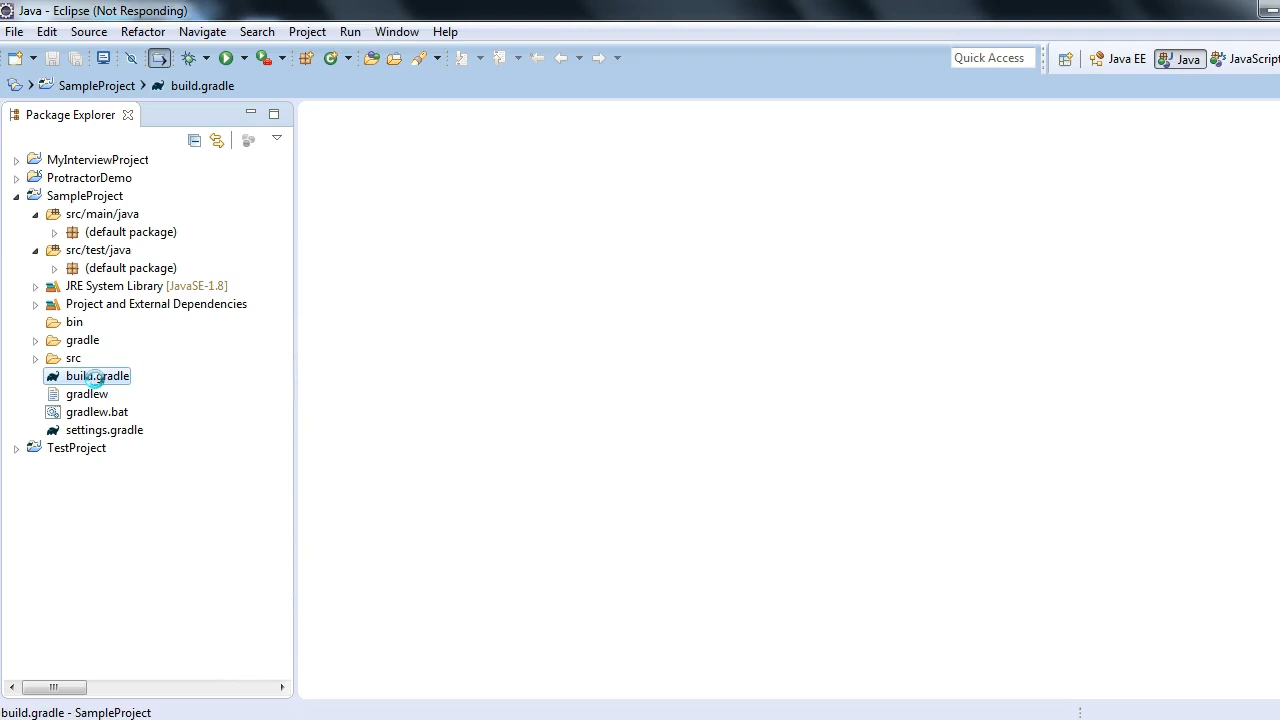 Java - Eclipse (Not Responding)
File Edit Source Refactor Navigate Search Project Run Window Help
Quick Access Java EE Java JavaScript
SampleProject build.gradle
Package Explorer
MyInterviewProject
ProtractorDemo
SampleProject
src/main/java
(default package)
src/test/java
(default package)
JRE System Library [JavaSE-1.8]
Project and External Dependencies
bin
gradle
src
build.gradle
gradlew
gradlew.bat
settings.gradle
TestProject
build.gradle - SampleProject